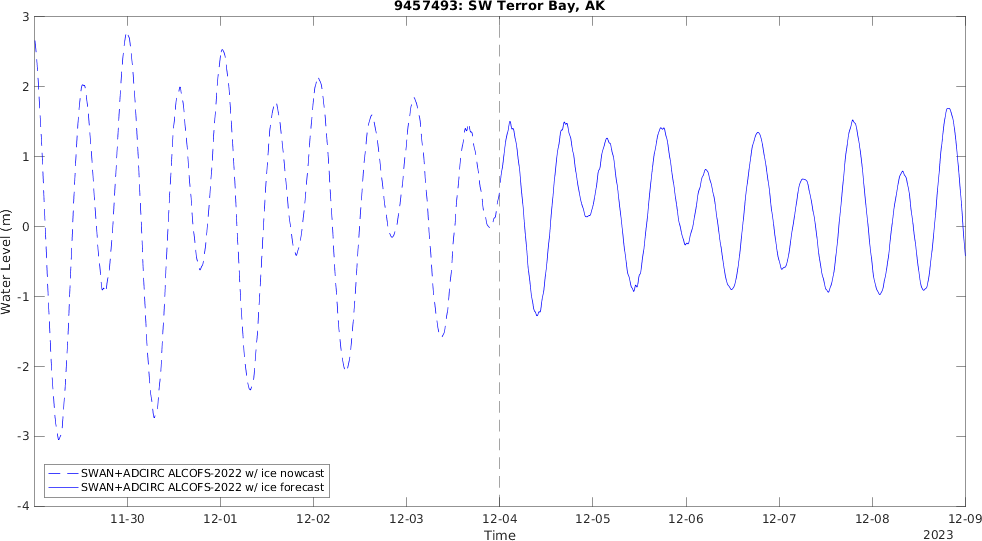 9457493: SW Terror Bay, AK
3
2
1
0
-1
-2
-3
-4
Water Level (m)
SWAN+ADCIRC ALCOFS-2022 w/ ice nowcast
SWAN+ADCIRC ALCOFS-2022 w/ ice forecast
11-30 12-01 12-02 12-03 12-04 12-05 12-06 12-07 12-08 12-09
Time
2023